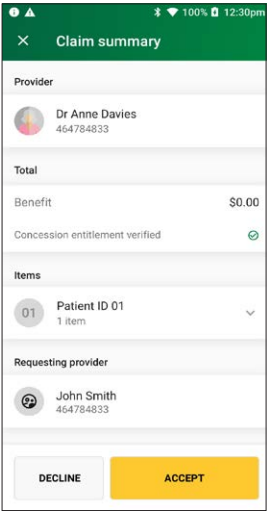 100% 12:30pm
Claim summary
Provider
Dr Anne Davies
464784833
Total
Benefit $0.00
Concession entitlement verified
Items
01 Patient ID 01
1 item
Requesting provider
John Smith
464784833
DECLINE ACCEPT